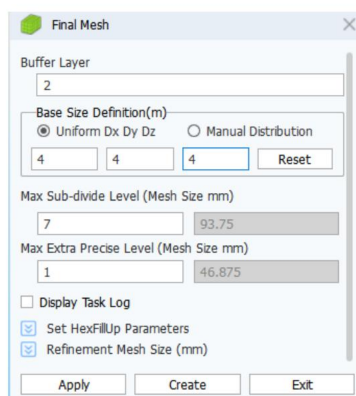 Final Mesh
Buffer Layer
2
Base Size Definition(m)
Uniform Dx Dy Dz Manual Distribution
4 4 4 Reset
Max Sub-divide Level (Mesh Size mm)
7 93.75
Max Extra Precise Level (Mesh Size mm)
1 46.875
Display Task Log
Set HexFillUp Parameters
Refinement Mesh Size (mm)
Apply Create Exit